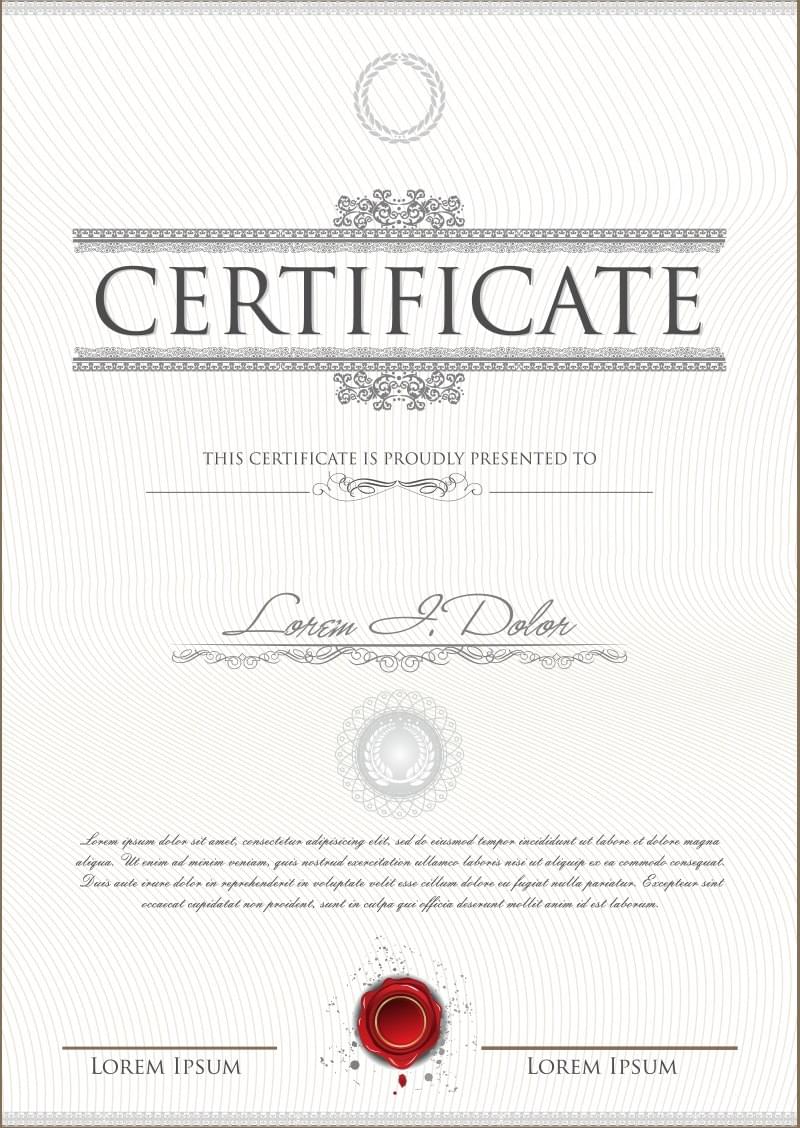 CERTIFICATE
THIS CERTIFICATE IS PROUDLY PRESENTED TO
Lorem I. Dolor
Lorem ipsum dolor sit amet, consectetur adipisicing elit, sed do eiusmod tempor incididunt ut labore et dolore magna
aliqua. Ut enim ad minim veniam, quis nostrud exercitation ullamco laboris nisi ut aliquip ex ea commodo consequat.
Duis aute irure dolor in reprehenderit in voluptate velit esse cillum dolore eu fugiat nulla pariatur. Excepteur sint
occaecat cupidatat non proident, sunt in culpa qui officia deserunt mollit anim id est laborum.
LOREM IPSUM
LOREM IPSUM